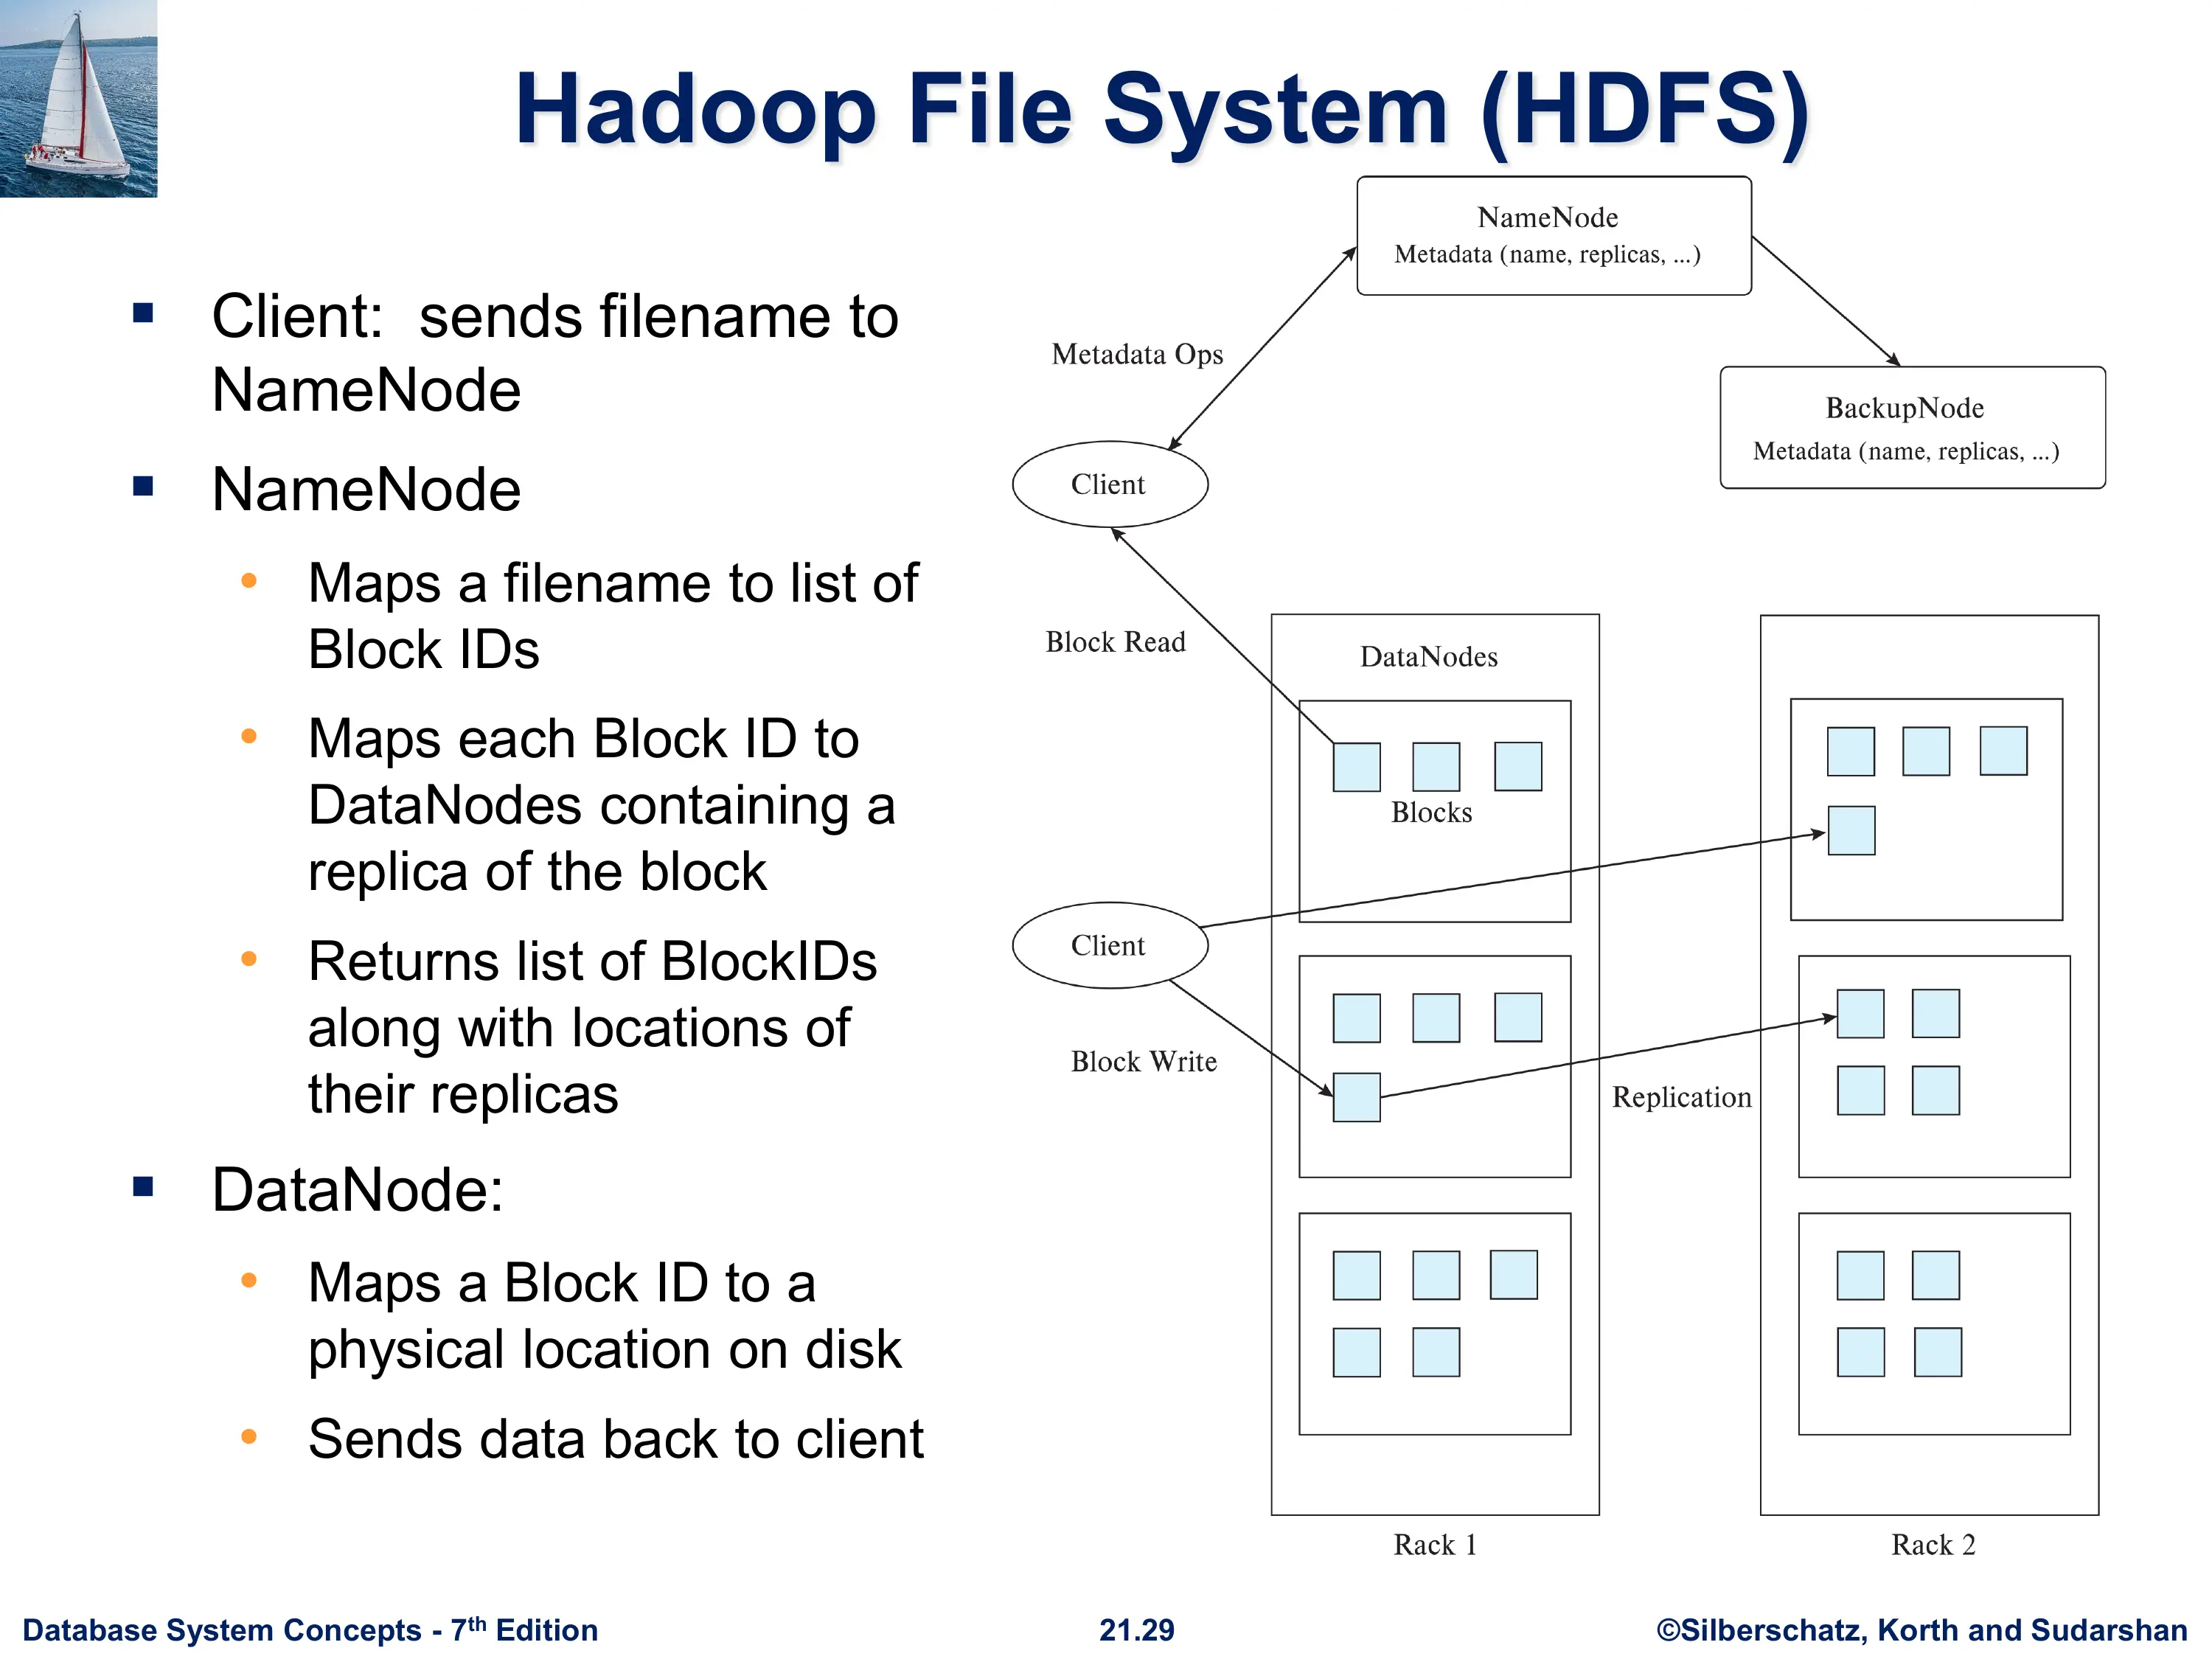 Hadoop File System (HDFS)
▪ Client:  sends filename to
NameNode
▪ NameNode
• Maps a filename to list of
Block IDs
• Maps each Block ID to
DataNodes containing a
replica of the block
• Returns list of BlockIDs
along with locations of
their replicas
▪ DataNode:
• Maps a Block ID to a
physical location on disk
• Sends data back to client
NameNode
Metadata (name, replicas, ...)
Metadata Ops
BackupNode
Metadata (name, replicas, ...)
Client
Block Read
DataNodes
Blocks
Client
Block Write
Replication
Rack 1
Rack 2
Database System Concepts - 7th Edition
21.29
©Silberschatz, Korth and Sudarshan